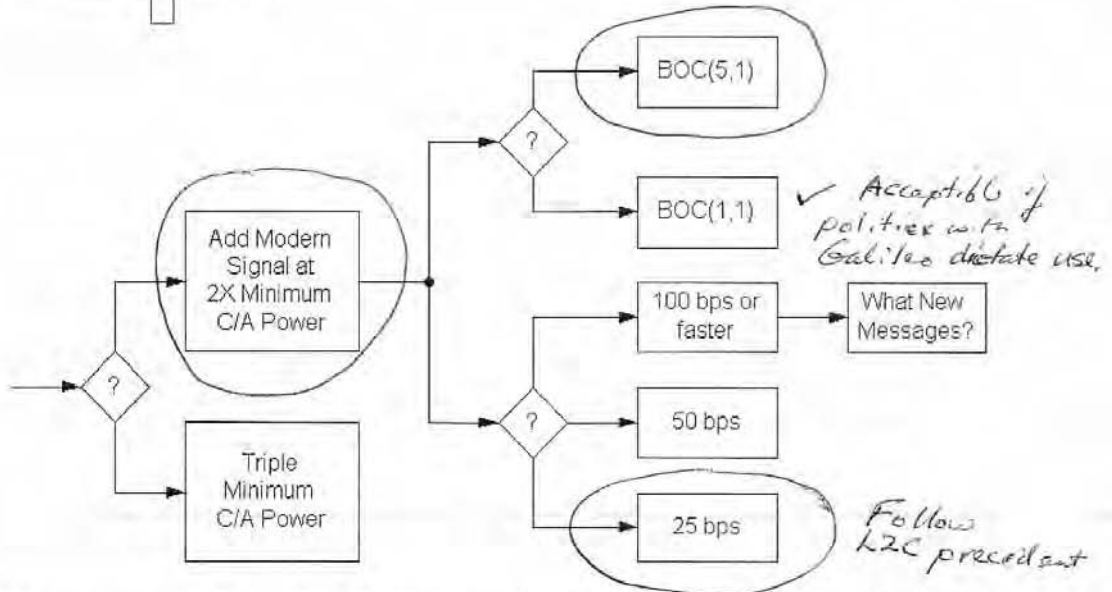 BOC(5,1)
?
BOC(1,1)
✓ Acceptible if
politics with
Galileo dictate use.
Add Modern
Signal at
2X Minimum
C/A Power
100 bps or
faster
What New
Messages?
?
?
50 bps
Triple
Minimum
C/A Power
25 bps
Follow
L2C precedent